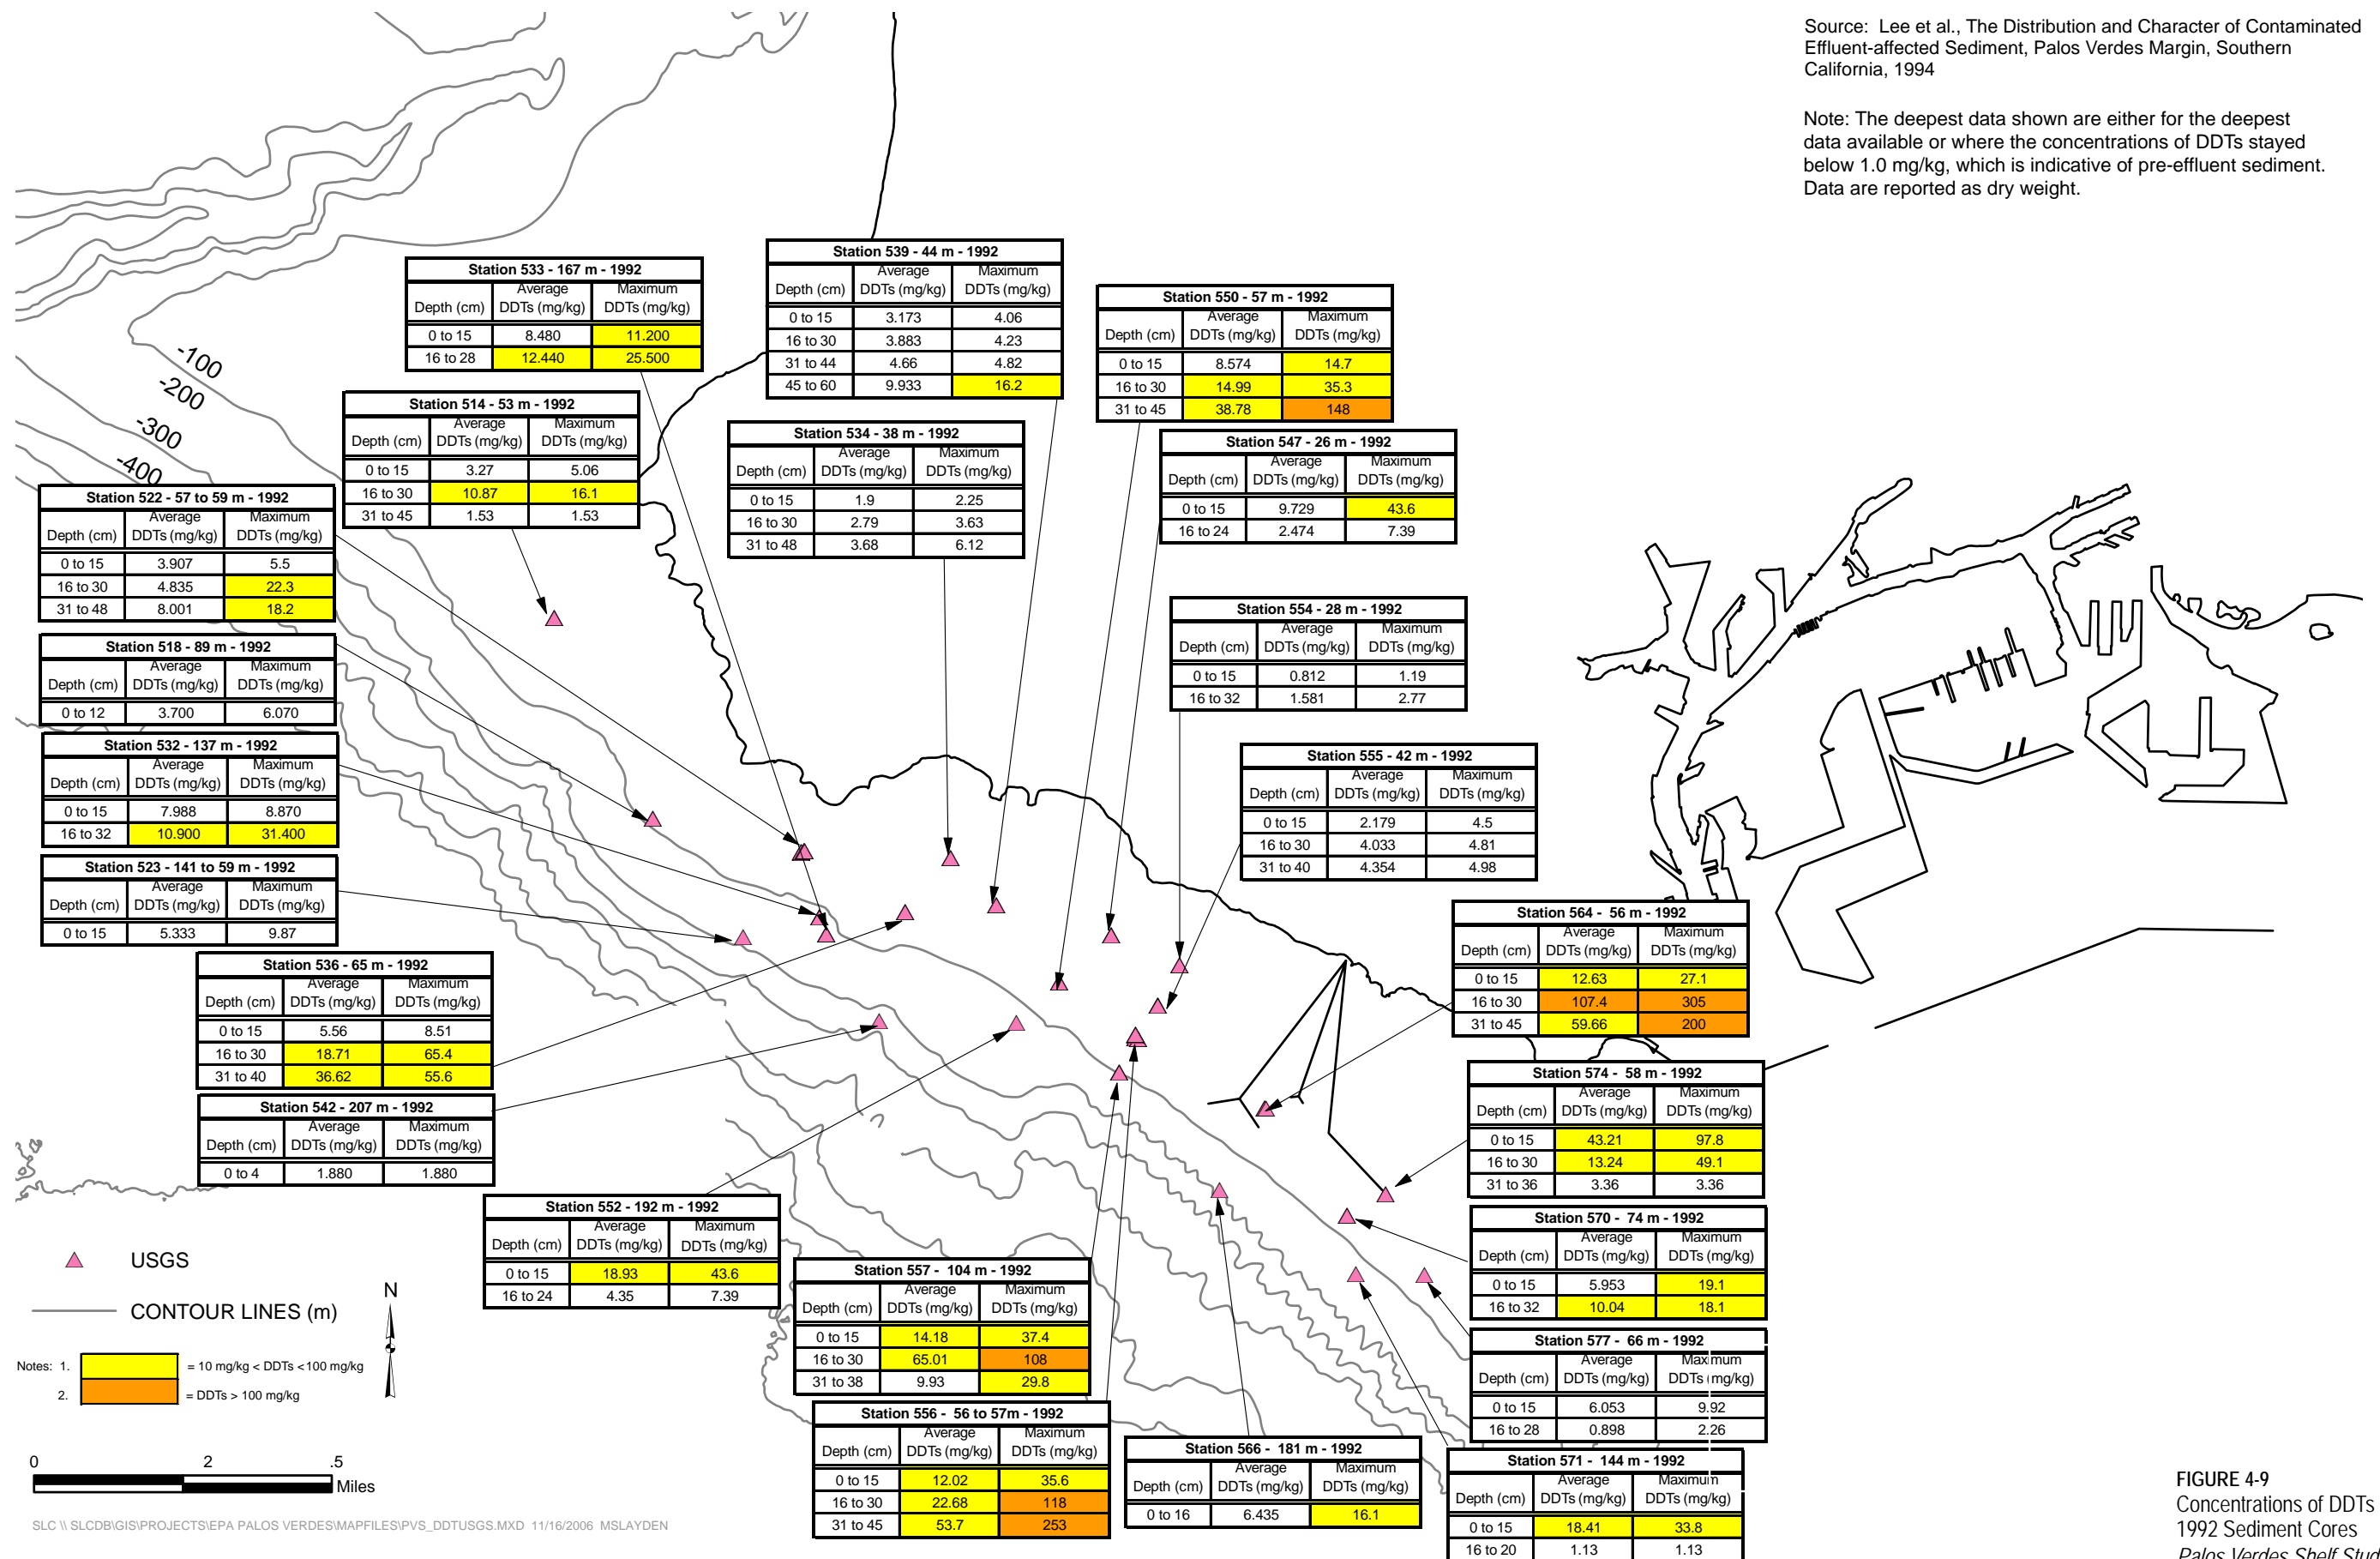 Source: Lee et al., The Distribution and Character of Contaminated
Effluent-affected Sediment, Palos Verdes Margin, Southern
California, 1994
Note: The deepest data shown are either for the deepest
data available or where the concentrations of DDTs stayed
below 1.0 mg/kg, which is indicative of pre-effluent sediment.
Data are reported as dry weight.
-100
-200
-300
-400
Station 533 - 167 m - 1992
Depth (cm) Average DDTs (mg/kg) Maximum DDTs (mg/kg)
0 to 15 8.480 11.200
16 to 28 12.440 25.500
Station 539 - 44 m - 1992
Depth (cm) Average DDTs (mg/kg) Maximum DDTs (mg/kg)
0 to 15 3.173 4.06
16 to 30 3.883 4.23
31 to 44 4.66 4.82
45 to 60 9.933 16.2
Station 550 - 57 m - 1992
Depth (cm) Average DDTs (mg/kg) Maximum DDTs (mg/kg)
0 to 15 8.574 14.7
16 to 30 14.99 35.3
31 to 45 38.78 148
Station 514 - 53 m - 1992
Depth (cm) Average DDTs (mg/kg) Maximum DDTs (mg/kg)
0 to 15 3.27 5.06
16 to 30 10.87 16.1
31 to 45 1.53 1.53
Station 534 - 38 m - 1992
Depth (cm) Average DDTs (mg/kg) Maximum DDTs (mg/kg)
0 to 15 1.9 2.25
16 to 30 2.79 3.63
31 to 48 3.68 6.12
Station 547 - 26 m - 1992
Depth (cm) Average DDTs (mg/kg) Maximum DDTs (mg/kg)
0 to 15 9.729 43.6
16 to 24 2.474 7.39
Station 522 - 57 to 59 m - 1992
Depth (cm) Average DDTs (mg/kg) Maximum DDTs (mg/kg)
0 to 15 3.907 5.5
16 to 30 4.835 22.3
31 to 48 8.001 18.2
Station 518 - 89 m - 1992
Depth (cm) Average DDTs (mg/kg) Maximum DDTs (mg/kg)
0 to 12 3.700 6.070
Station 532 - 137 m - 1992
Depth (cm) Average DDTs (mg/kg) Maximum DDTs (mg/kg)
0 to 15 7.988 8.870
16 to 32 10.900 31.400
Station 523 - 141 to 59 m - 1992
Depth (cm) Average DDTs (mg/kg) Maximum DDTs (mg/kg)
0 to 15 5.333 9.87
Station 554 - 28 m - 1992
Depth (cm) Average DDTs (mg/kg) Maximum DDTs (mg/kg)
0 to 15 0.812 1.19
16 to 32 1.581 2.77
Station 555 - 42 m - 1992
Depth (cm) Average DDTs (mg/kg) Maximum DDTs (mg/kg)
0 to 15 2.179 4.5
16 to 30 4.033 4.81
31 to 40 4.354 4.98
Station 564 - 56 m - 1992
Depth (cm) Average DDTs (mg/kg) Maximum DDTs (mg/kg)
0 to 15 12.63 27.1
16 to 30 107.4 305
31 to 45 59.66 200
Station 536 - 65 m - 1992
Depth (cm) Average DDTs (mg/kg) Maximum DDTs (mg/kg)
0 to 15 5.56 8.51
16 to 30 18.71 65.4
31 to 40 36.62 55.6
Station 542 - 207 m - 1992
Depth (cm) Average DDTs (mg/kg) Maximum DDTs (mg/kg)
0 to 4 1.880 1.880
Station 574 - 58 m - 1992
Depth (cm) Average DDTs (mg/kg) Maximum DDTs (mg/kg)
0 to 15 43.21 97.8
16 to 30 13.24 49.1
31 to 36 3.36 3.36
Station 552 - 192 m - 1992
Depth (cm) Average DDTs (mg/kg) Maximum DDTs (mg/kg)
0 to 15 18.93 43.6
16 to 24 4.35 7.39
Station 570 - 74 m - 1992
Depth (cm) Average DDTs (mg/kg) Maximum DDTs (mg/kg)
0 to 15 5.953 19.1
16 to 32 10.04 18.1
Station 557 - 104 m - 1992
Depth (cm) Average DDTs (mg/kg) Maximum DDTs (mg/kg)
0 to 15 14.18 37.4
16 to 30 65.01 108
31 to 38 9.93 29.8
Station 577 - 66 m - 1992
Depth (cm) Average DDTs (mg/kg) Maximum DDTs (mg/kg)
0 to 15 6.053 9.92
16 to 28 0.898 2.26
Station 556 - 56 to 57m - 1992
Depth (cm) Average DDTs (mg/kg) Maximum DDTs (mg/kg)
0 to 15 12.02 35.6
16 to 30 22.68 118
31 to 45 53.7 253
Station 566 - 181 m - 1992
Depth (cm) Average DDTs (mg/kg) Maximum DDTs (mg/kg)
0 to 16 6.435 16.1
Station 571 - 144 m - 1992
Depth (cm) Average DDTs (mg/kg) Maximum DDTs (mg/kg)
0 to 15 18.41 33.8
16 to 20 1.13 1.13
USGS
CONTOUR LINES (m)
N
Notes: 1. = 10 mg/kg < DDTs <100 mg/kg
2. = DDTs > 100 mg/kg
0 2 .5
Miles
SLC \\ SLCDB\GIS\PROJECTS\EPA PALOS VERDES\MAPFILES\PVS_DDTUSGS.MXD 11/16/2006 MSLAYDEN
FIGURE 4-9
Concentrations of DDTs
1992 Sediment Cores
Palos Verdes Shelf Stud